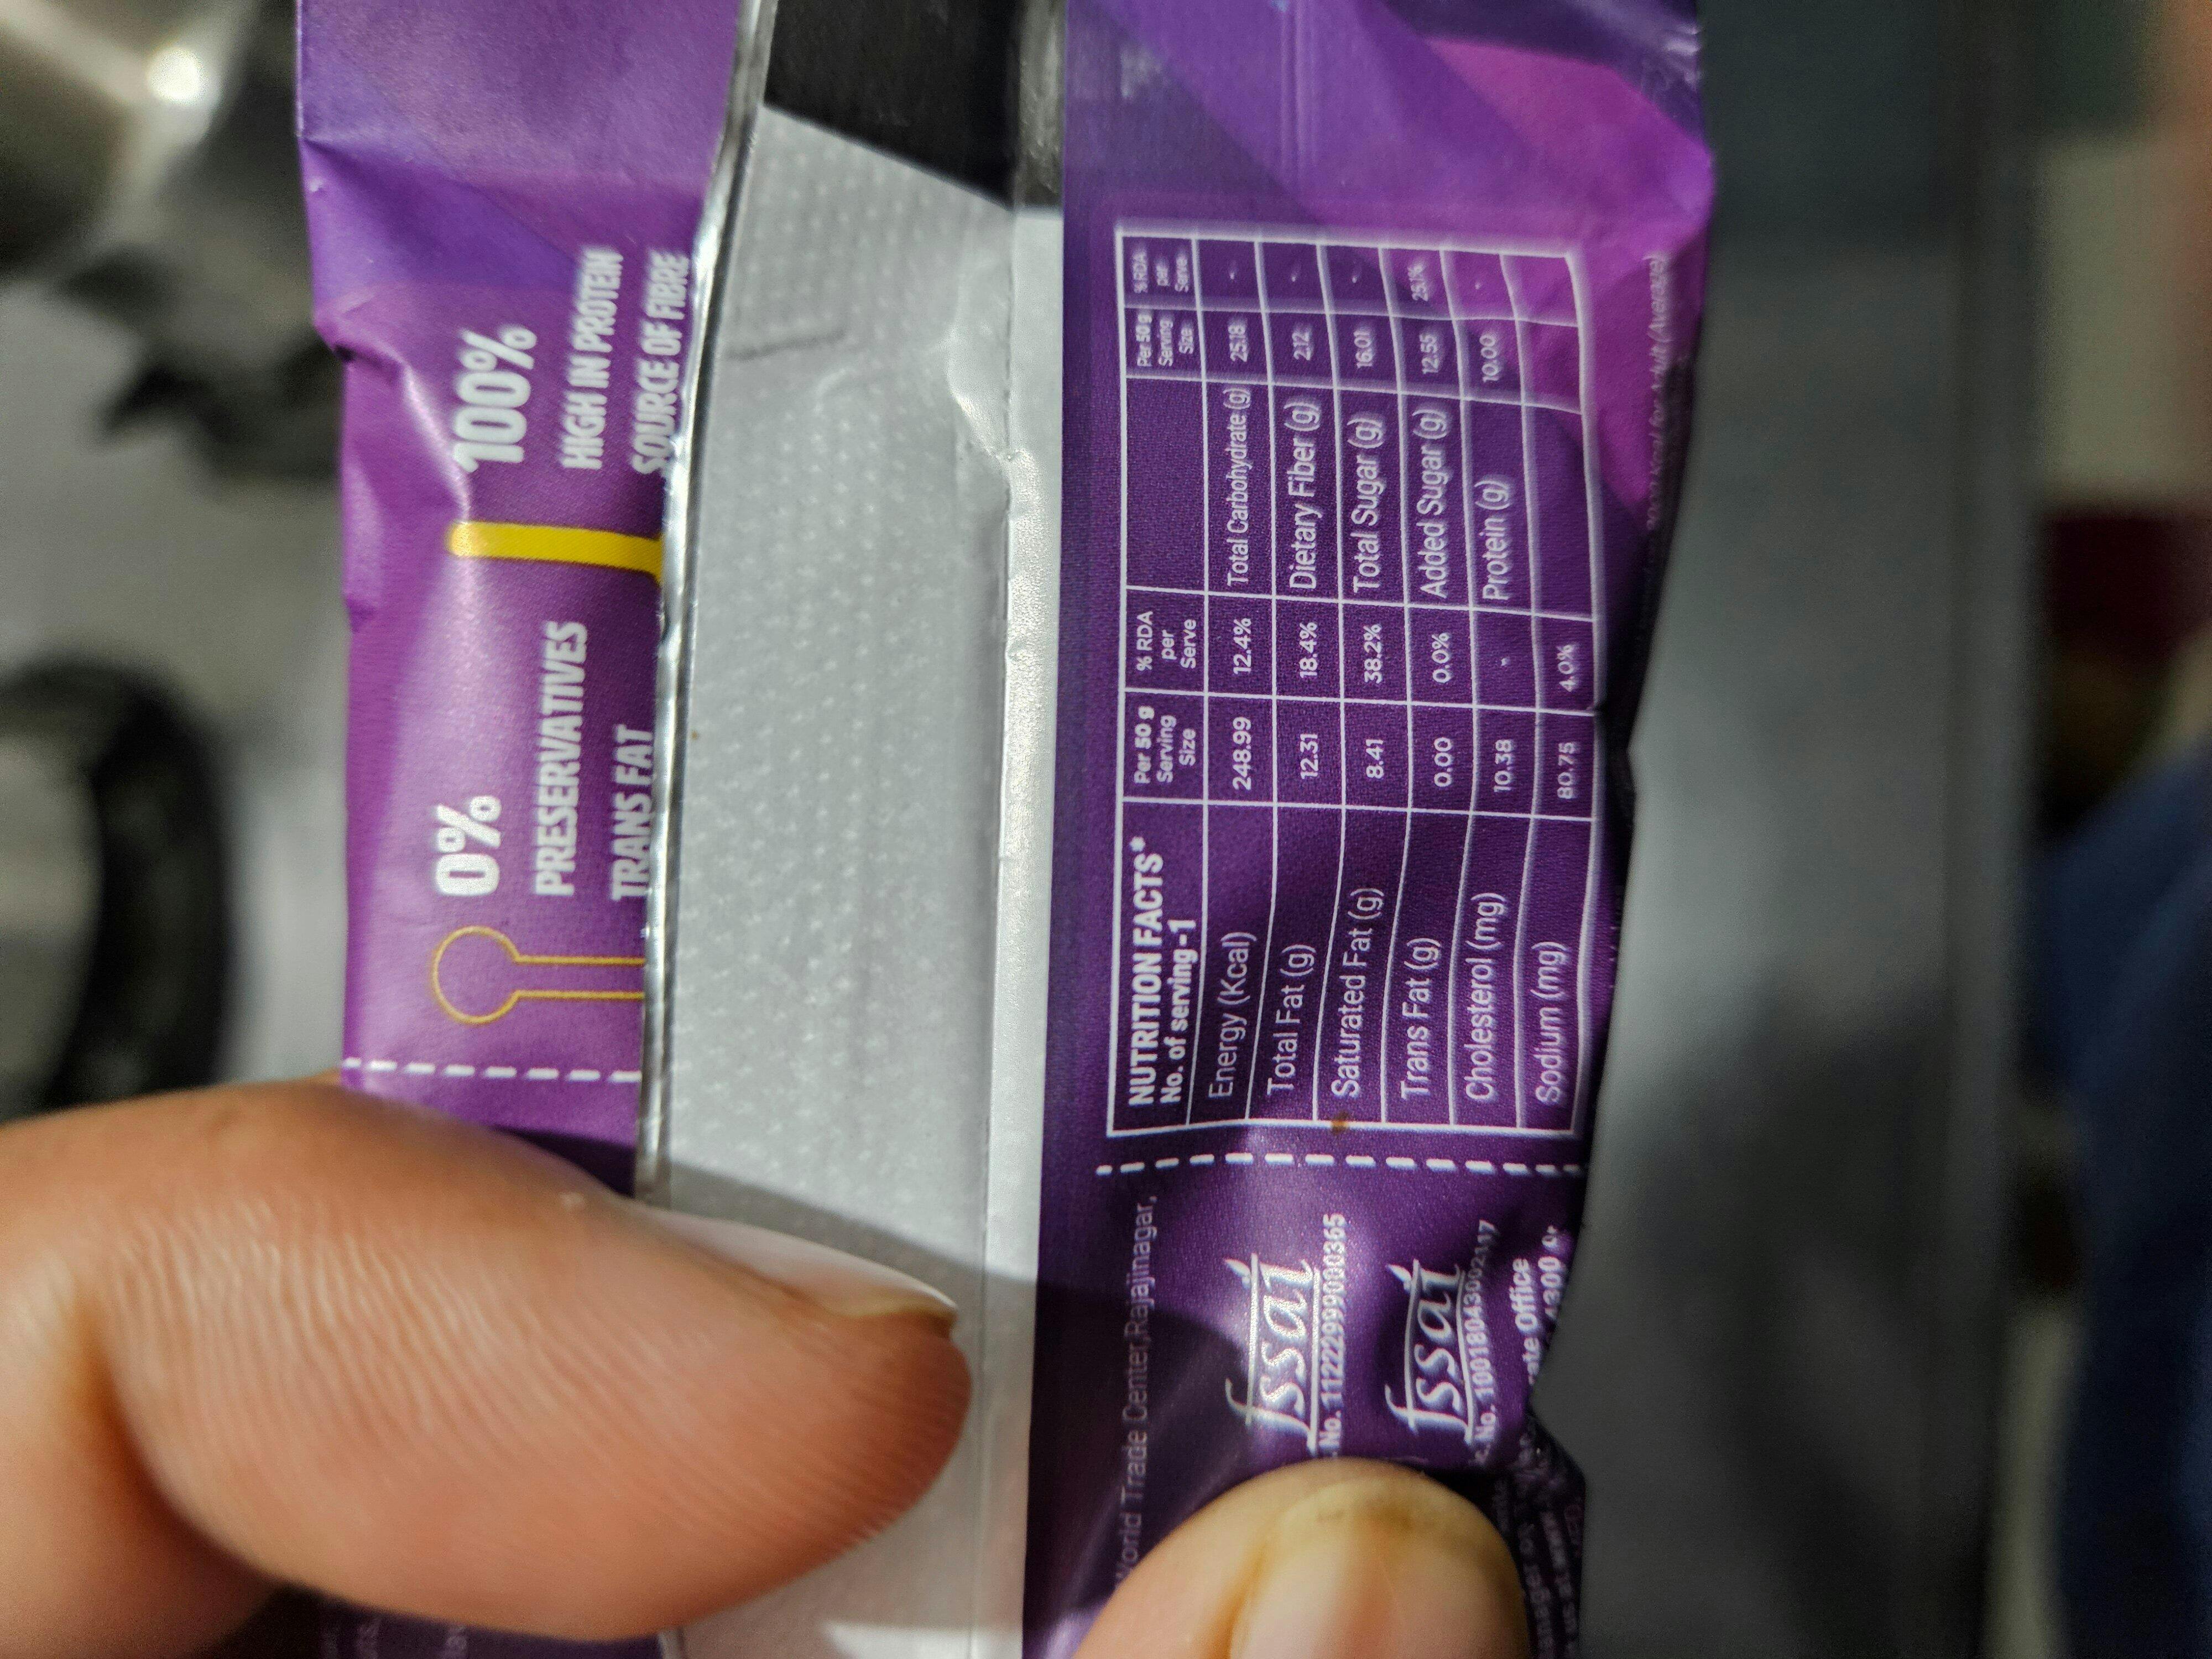 0%
PRESERVATIVES
TRANS FAT
100%
HIGH IN PROTEIN
SOURCE OF FIBRE
NUTRITION FACTS*
No. of serving-1
Per 50 g Serving Size
% RDA per Serve
Per 50 g Serving Size
% RDA per Serve
Energy (Kcal) 248.99 12.4% Total Carbohydrate (g) 25.18 -
Total Fat (g) 12.31 18.4% Dietary Fiber (g) 2.12 -
Saturated Fat (g) 8.41 38.2% Total Sugar (g) 16.01 -
Trans Fat (g) 0.00 0.0% Added Sugar (g) 12.55 25.1%
Cholesterol (mg) 10.38 - Protein (g) 10.00 -
Sodium (mg) 80.75 4.0%
for Adult (Average)
World Trade Center, Rajajinagar,
fssai
No. 11222999000365
fssai
No. 10018043002117
Office